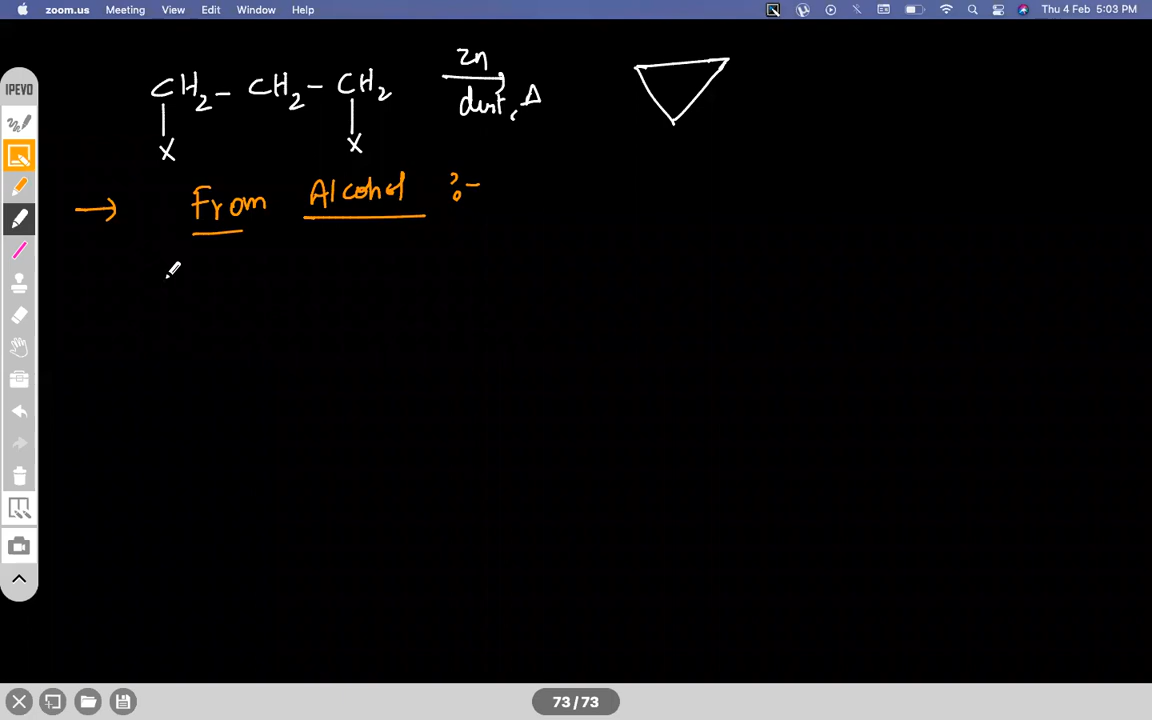 zoom.us Meeting View Edit Window Help Thu 4 Feb 5:03 PM
IPEVO
CH2 - CH2 - CH2 Zn
dust, Δ
X X
→ From Alcohol :-
73 / 73